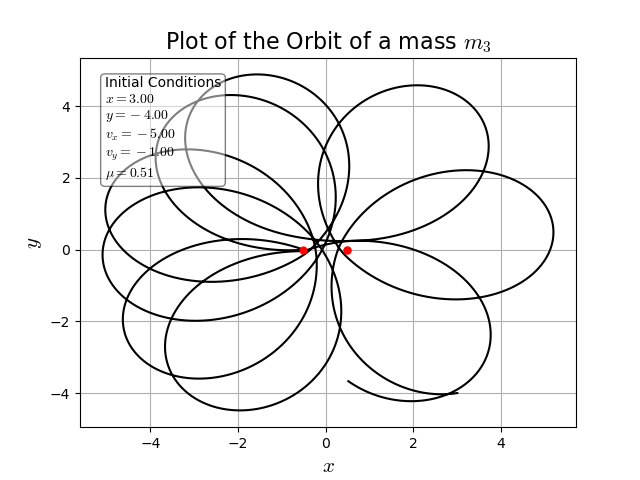 Plot of the Orbit of a mass m₃
Initial Conditions
x = 3.00
y = − 4.00
vₓ = − 5.00
v_y = − 1.00
μ = 0.51
4
2
0
−2
−4
y
−4 −2 0 2 4
x